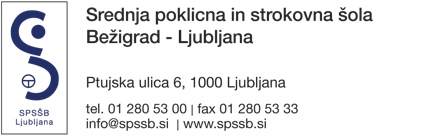 SPSŠB
Ljubljana
Srednja poklicna in strokovna šola
Bežigrad - Ljubljana
Ptujska ulica 6, 1000 Ljubljana
tel. 01 280 53 00 | fax 01 280 53 33
info@spssb.si | www.spssb.si